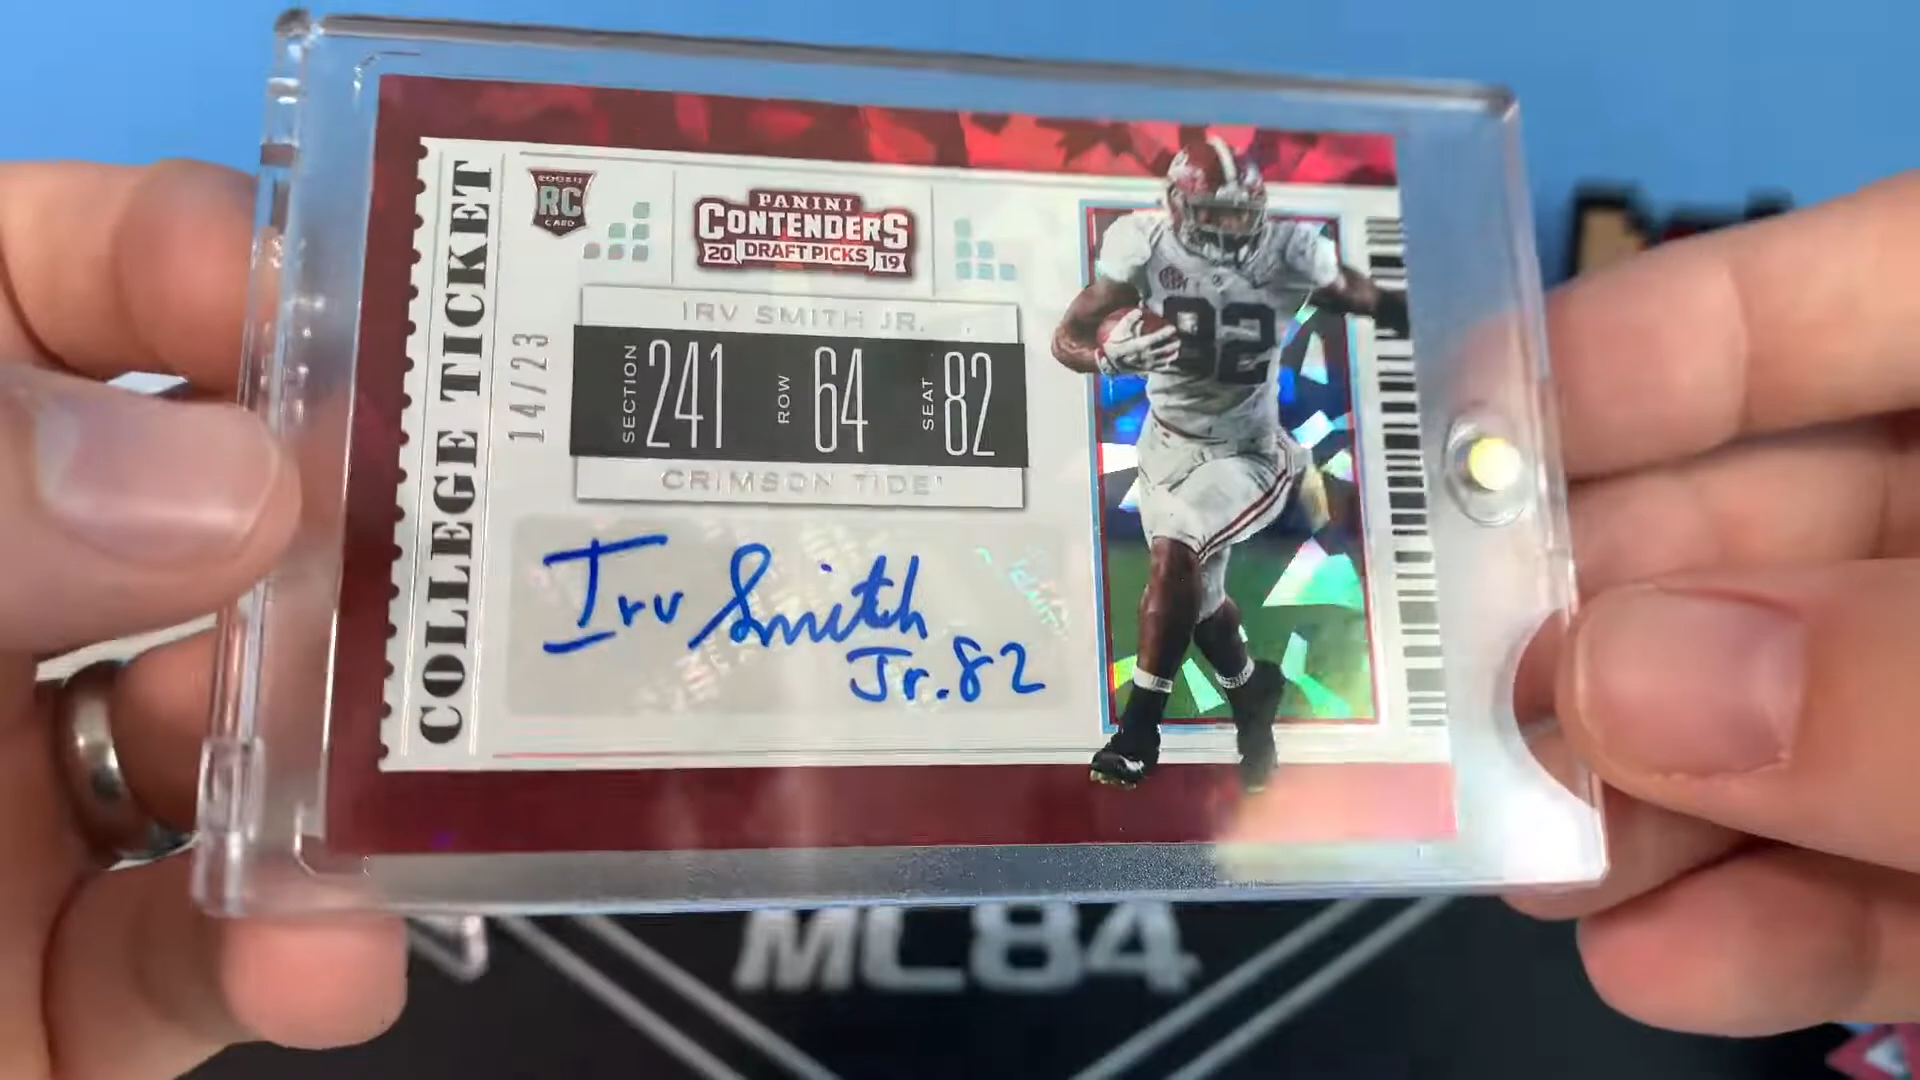 COLLEGE TICKET
14/23
ROOKIE
RC
CARD
PANINI
CONTENDERS
20 DRAFT PICKS 19
IRV SMITH JR.
SECTION 241 ROW 64 SEAT 82
CRIMSON TIDE
Irv Smith
Jr. 82
82
MC84